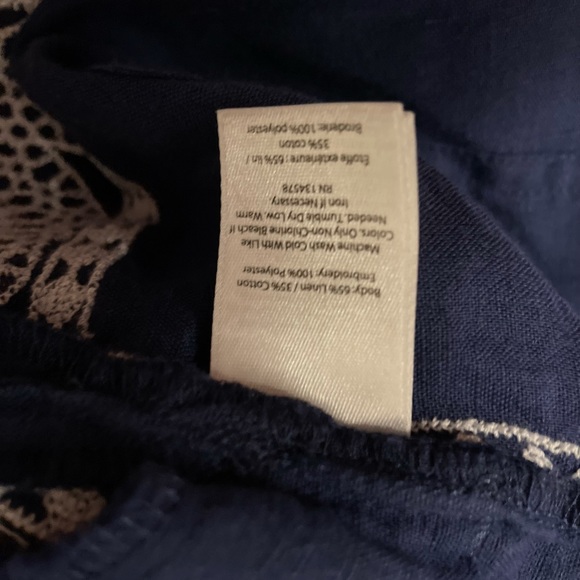 Body: 65% Linen / 35% Cotton
Embroidery: 100% Polyester
Machine Wash Cold With Like
Colors. Only Non-Chlorine Bleach If
Needed. Tumble Dry Low. Warm
Iron If Necessary.
RN 134578
Étoffe extérieure : 65% lin /
35% coton
Broderie: 100% polyester